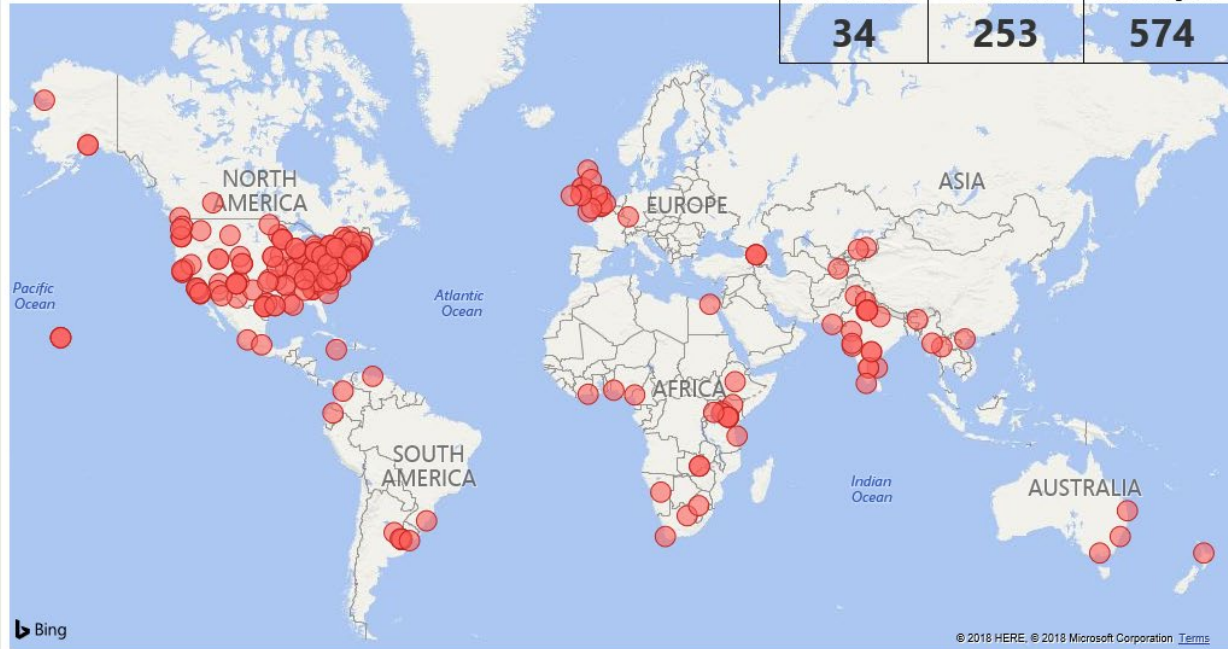 34 253 574
NORTH
AMERICA
EUROPE
ASIA
Pacific
Ocean
Atlantic
Ocean
AFRICA
SOUTH
AMERICA
Indian
Ocean
AUSTRALIA
Bing
© 2018 HERE, © 2018 Microsoft Corporation Terms